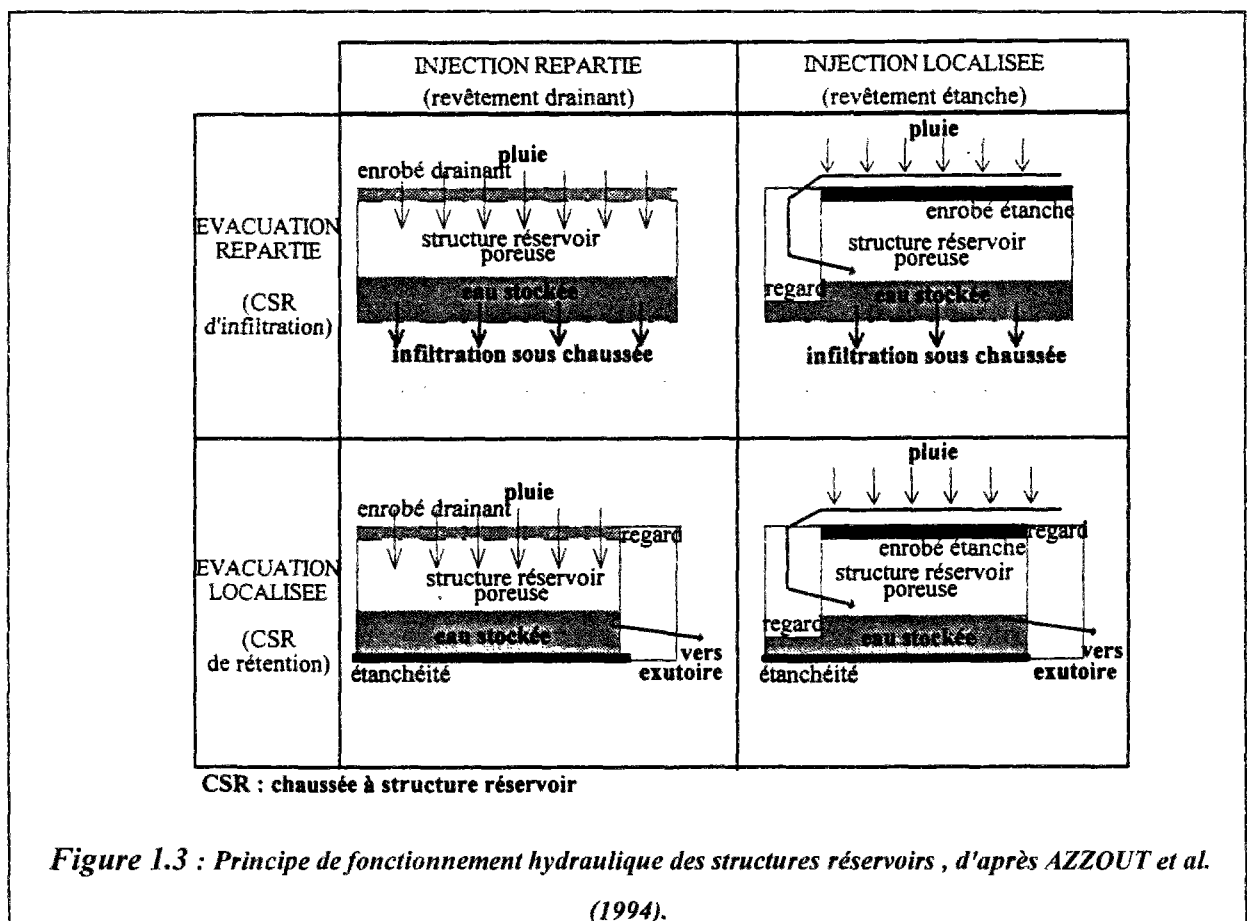 INJECTION REPARTIE
(revêtement drainant)
INJECTION LOCALISEE
(revêtement étanche)
EVACUATION
REPARTIE
(CSR
d'infiltration)
pluie
enrobé drainant
structure réservoir
poreuse
eau stockée
infiltration sous chaussée
pluie
enrobé étanche
structure réservoir
poreuse
regard
eau stockée
infiltration sous chaussée
EVACUATION
LOCALISEE
(CSR
de rétention)
pluie
enrobé drainant
regard
structure réservoir
poreuse
eau stockée
vers
exutoire
étanchéité
pluie
regard
enrobé étanche
structure réservoir
poreuse
regard
eau stockée
vers
exutoire
étanchéité
CSR : chaussée à structure réservoir
Figure 1.3 : Principe de fonctionnement hydraulique des structures réservoirs , d'après AZZOUT et al.
(1994).